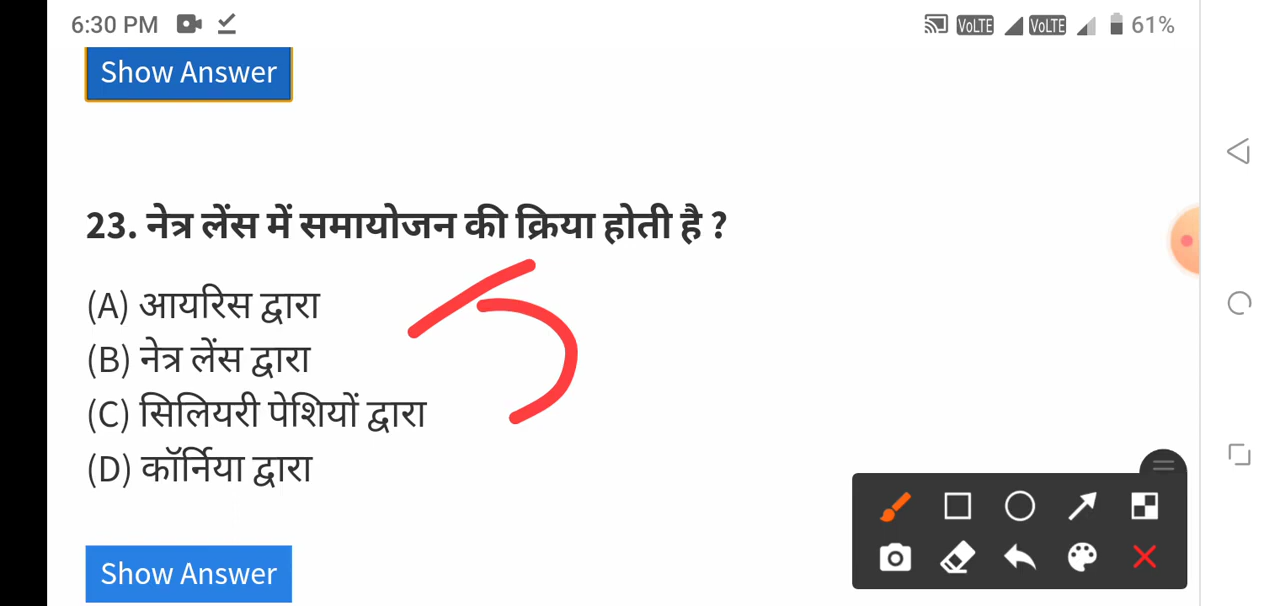 6:30 PM VoLTE VoLTE 61%
Show Answer
23. नेत्र लेंस में समायोजन की क्रिया होती है ?
(A) आयरिस द्वारा
(B) नेत्र लेंस द्वारा
(C) सिलियरी पेशियों द्वारा
(D) कॉर्निया द्वारा
Show Answer